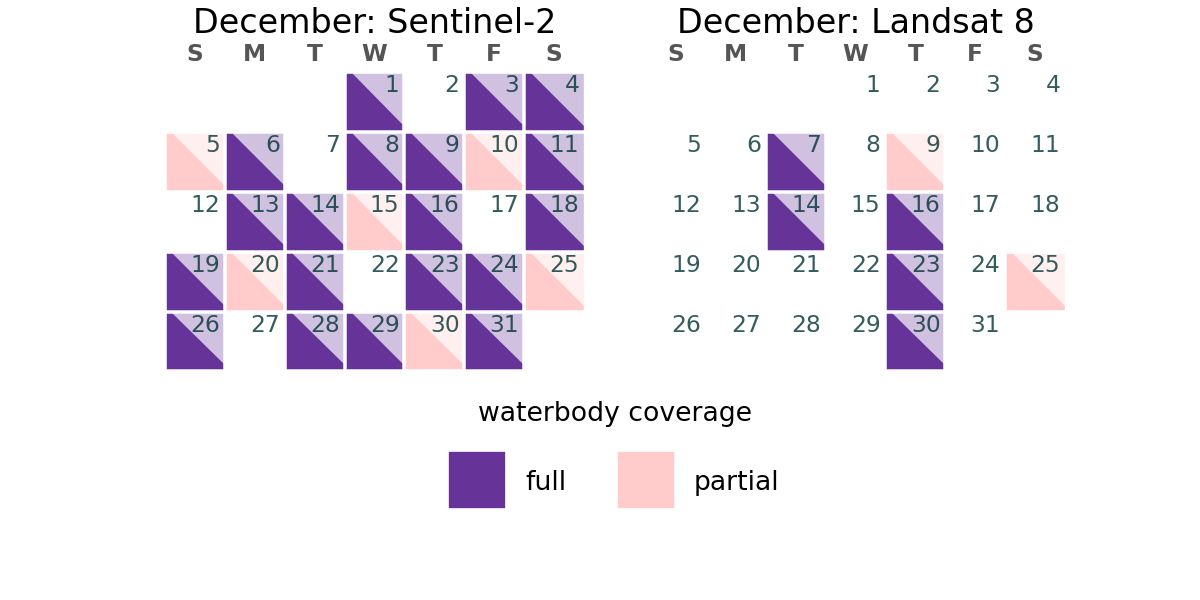 December: Sentinel-2
S M T W T F S
1 2 3 4
5 6 7 8 9 10 11
12 13 14 15 16 17 18
19 20 21 22 23 24 25
26 27 28 29 30 31
December: Landsat 8
S M T W T F S
1 2 3 4
5 6 7 8 9 10 11
12 13 14 15 16 17 18
19 20 21 22 23 24 25
26 27 28 29 30 31
waterbody coverage
full partial